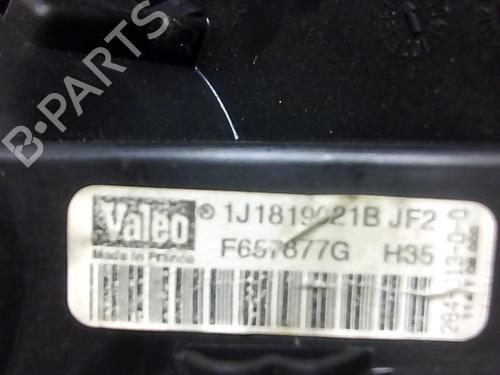 B-PARTS
Valeo
Made in France
® 1J1819021B JF2
F657877G H35